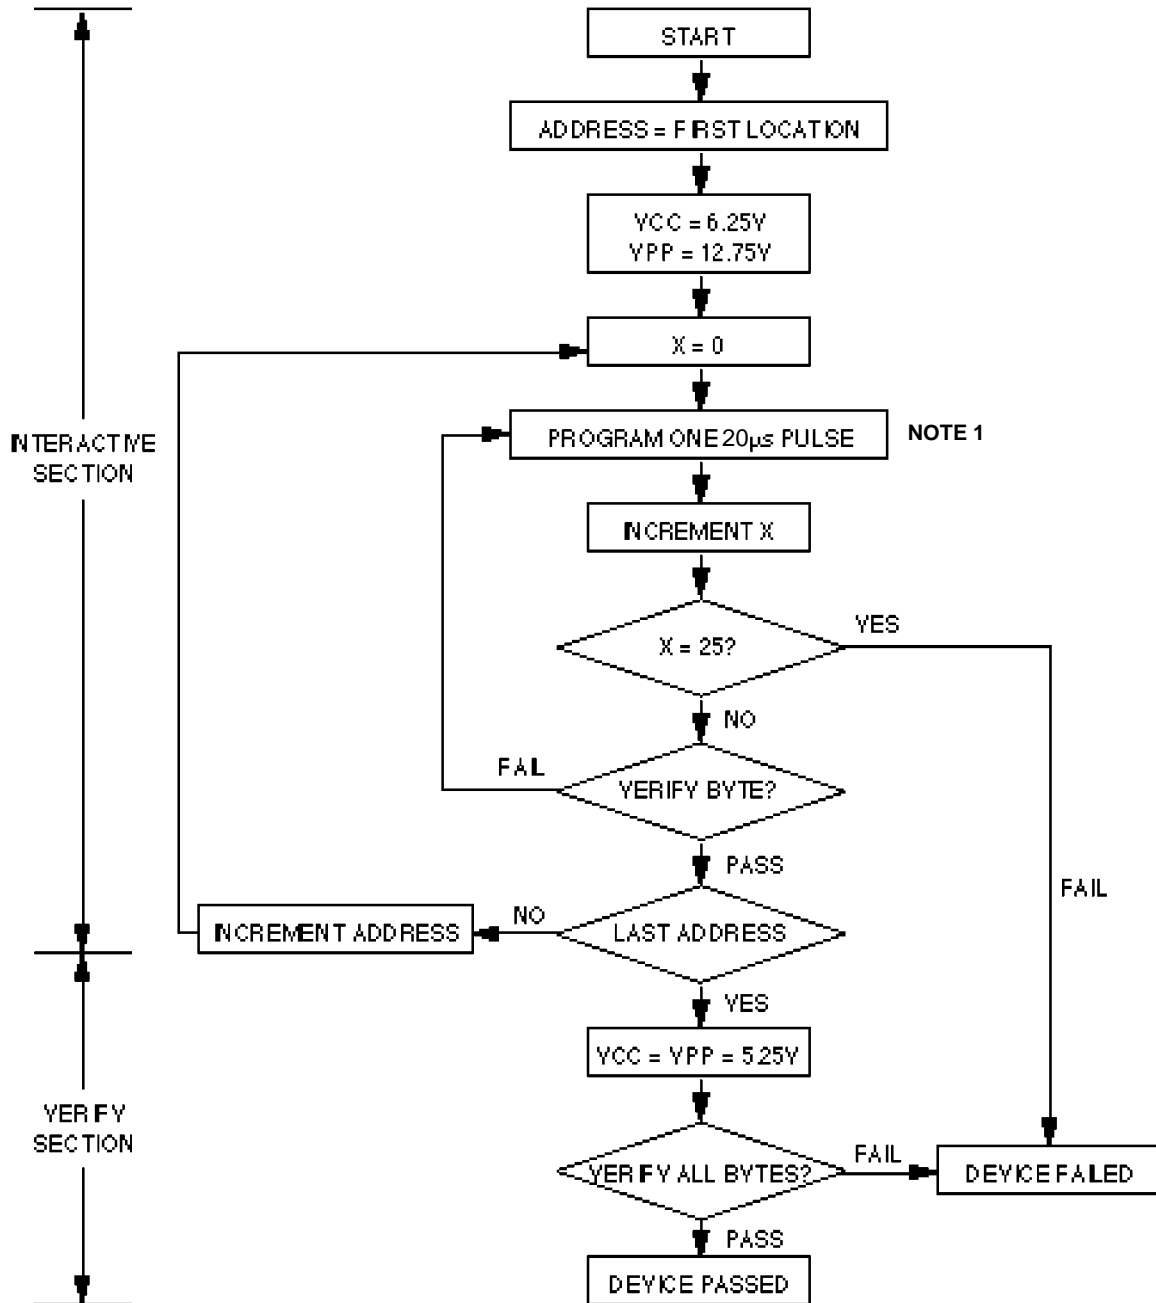 START
ADDRESS = FIRST LOCATION
VCC = 6.25V
VPP = 12.75V
X = 0
PROGRAM ONE 20µs PULSE
NOTE 1
INTERACTIVE
SECTION
INCREMENT X
X = 25?
YES
NO
FAIL
VERIFY BYTE?
PASS
FAIL
INCREMENT ADDRESS
NO
LAST ADDRESS
YES
VCC = VPP = 5.25V
VERIFY
SECTION
VERIFY ALL BYTES?
FAIL
DEVICE FAILED
PASS
DEVICE PASSED